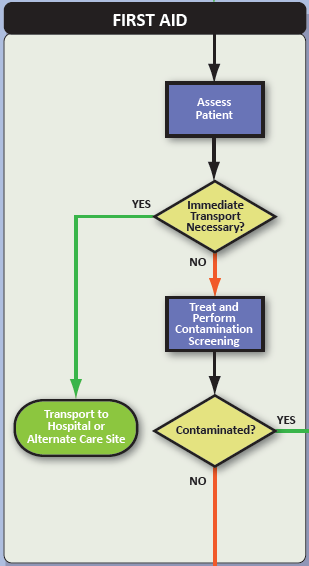 FIRST AID
Assess
Patient
Immediate
Transport
Necessary?
YES
NO
Treat and
Perform
Contamination
Screening
Transport to
Hospital or
Alternate Care Site
Contaminated?
YES
NO